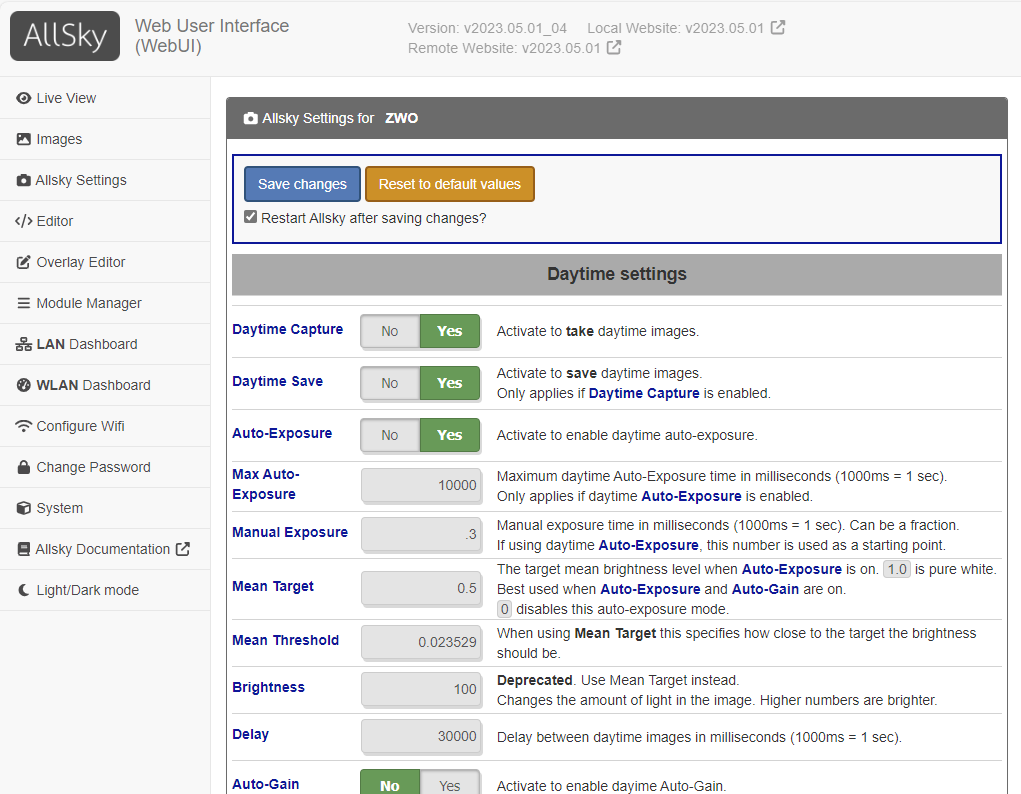 AllSky
Web User Interface
(WebUI)
Version: v2023.05.01_04 Local Website: v2023.05.01
Remote Website: v2023.05.01
Live View
Images
Allsky Settings
Editor
Overlay Editor
Module Manager
LAN Dashboard
WLAN Dashboard
Configure Wifi
Change Password
System
Allsky Documentation
Light/Dark mode
Allsky Settings for ZWO
Save changes Reset to default values
Restart Allsky after saving changes?
Daytime settings
Daytime Capture No Yes Activate to take daytime images.
Daytime Save No Yes Activate to save daytime images.
Only applies if Daytime Capture is enabled.
Auto-Exposure No Yes Activate to enable daytime auto-exposure.
Max Auto-
Exposure 10000 Maximum daytime Auto-Exposure time in milliseconds (1000ms = 1 sec).
Only applies if daytime Auto-Exposure is enabled.
Manual Exposure .3 Manual exposure time in milliseconds (1000ms = 1 sec). Can be a fraction.
If using daytime Auto-Exposure, this number is used as a starting point.
Mean Target 0.5 The target mean brightness level when Auto-Exposure is on. 1.0 is pure white.
Best used when Auto-Exposure and Auto-Gain are on.
0 disables this auto-exposure mode.
Mean Threshold 0.023529 When using Mean Target this specifies how close to the target the brightness
should be.
Brightness 100 Deprecated. Use Mean Target instead.
Changes the amount of light in the image. Higher numbers are brighter.
Delay 30000 Delay between daytime images in milliseconds (1000ms = 1 sec).
Auto-Gain No Yes Activate to enable dayime Auto-Gain.